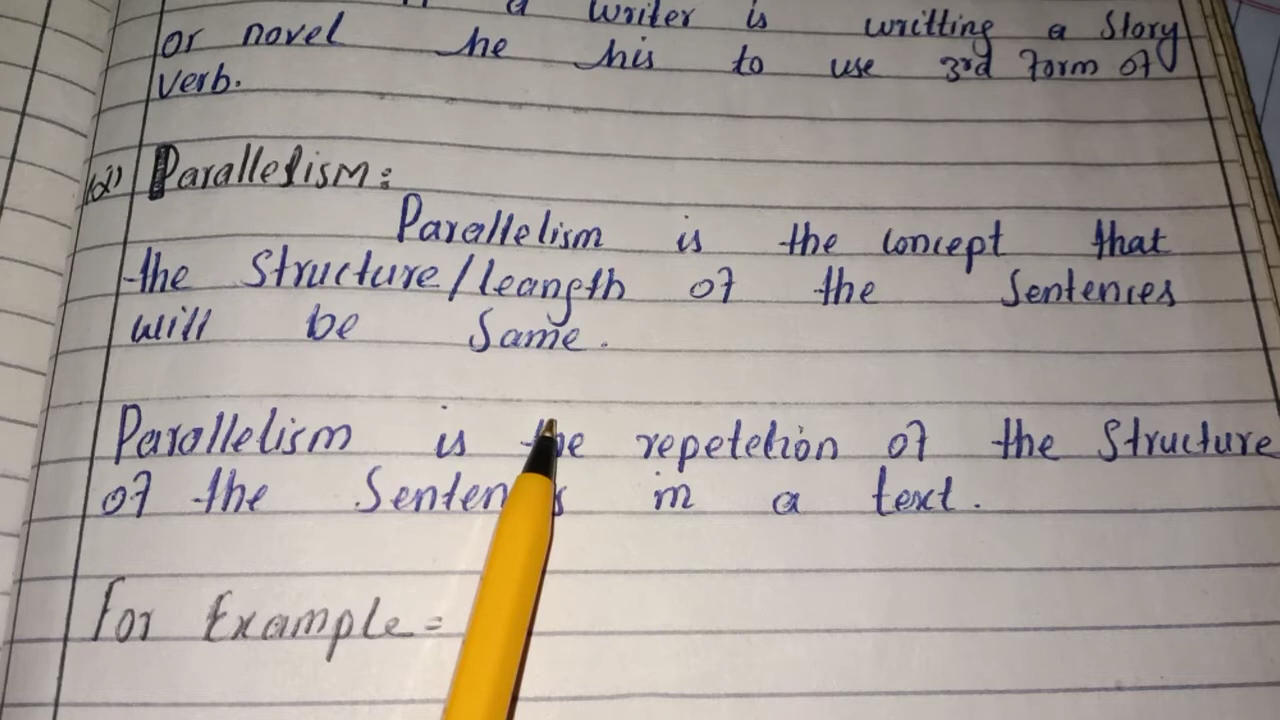 a writer is writting a Story
or novel he his to use 3rd Form of
verb.
(2) Parallelism:
Parallelism is the concept that
the Structure/leangth of the Sentences
will be Same.
Parallelism is the repetetion of the Structure
of the in a text.
For Example=